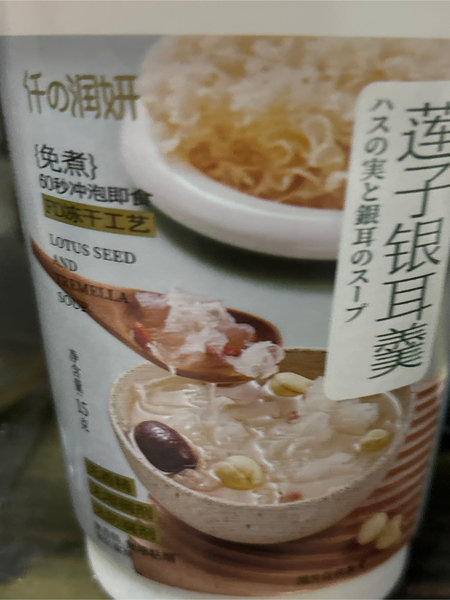 仟の润妍
{免煮}
60秒冲泡即食
FD冻干工艺
LOTUS SEED
AND
TREMELLA
SOUP
净含量:15克
莲子银耳羹
ハスの実と銀耳のスープ